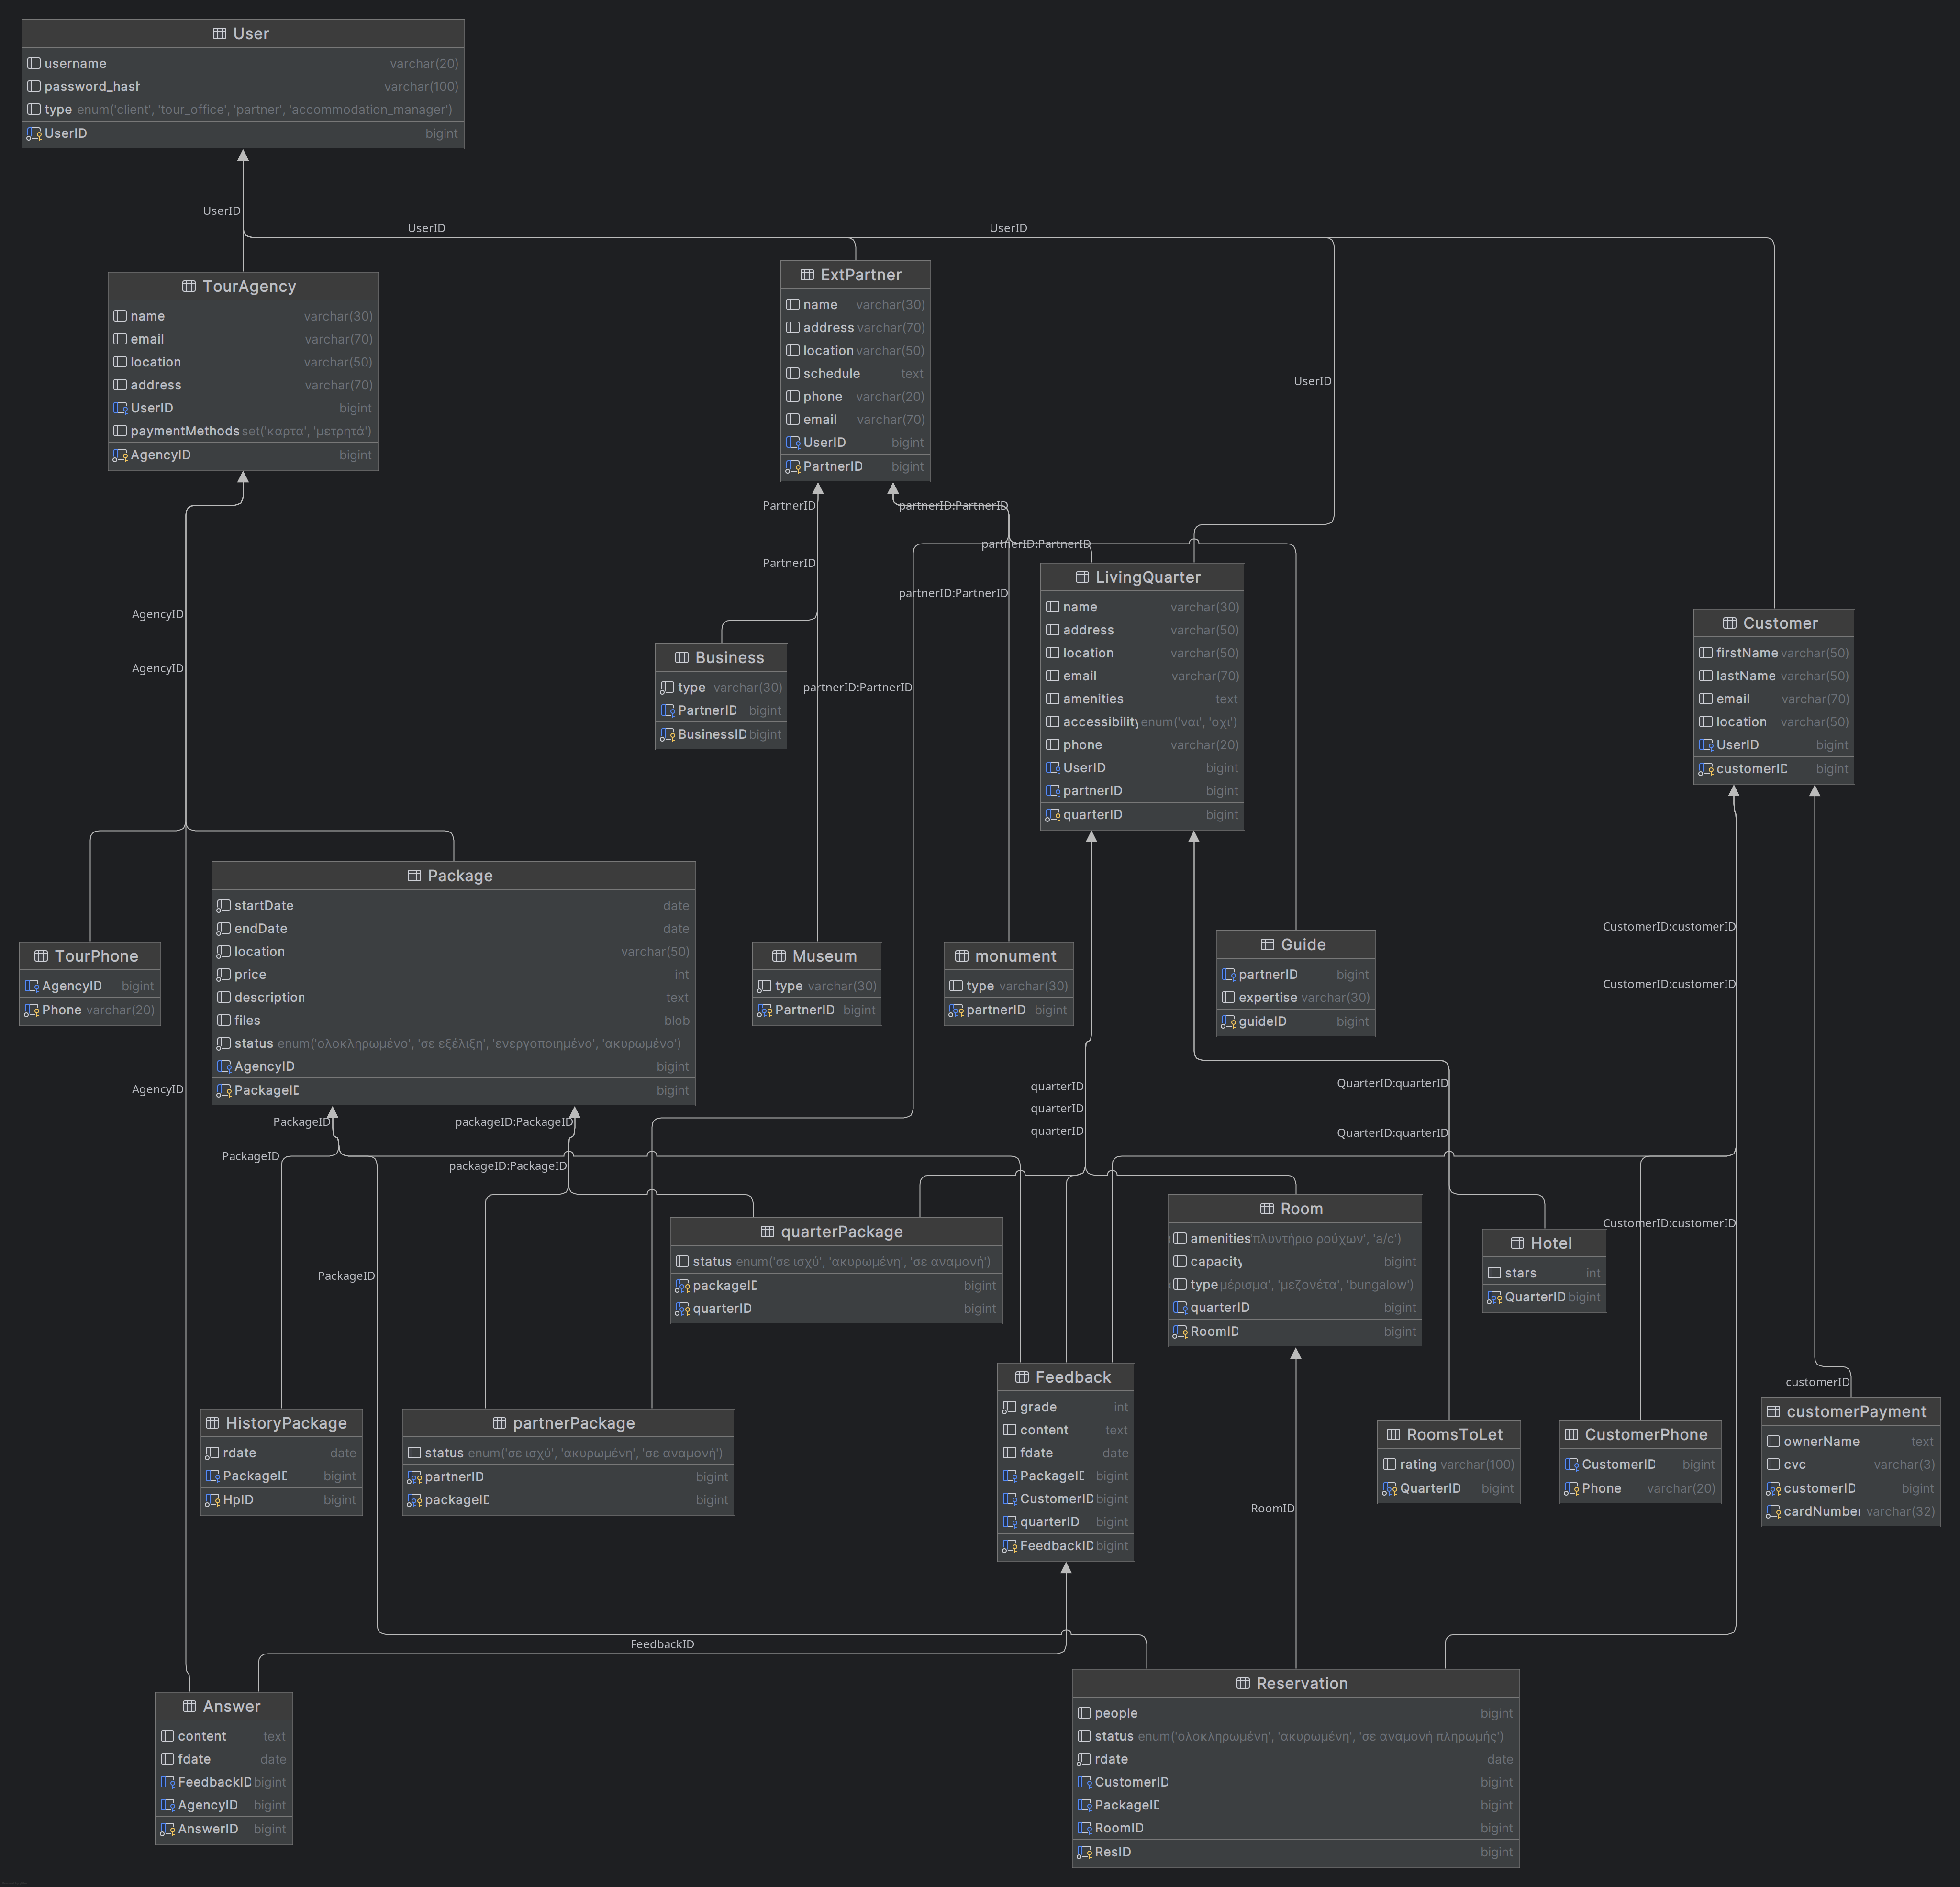 User
username varchar(20)
password_hash varchar(100)
type enum('client', 'tour_office', 'partner', 'accommodation_manager')
UserID bigint
UserID
UserID
UserID
UserID
TourAgency
name varchar(30)
email varchar(70)
location varchar(50)
address varchar(70)
UserID bigint
paymentMethods set('καρτα', 'μετρητά')
AgencyID bigint
ExtPartner
name varchar(30)
address varchar(70)
location varchar(50)
schedule text
phone varchar(20)
email varchar(70)
UserID bigint
PartnerID bigint
PartnerID
partnerID:PartnerID
partnerID:PartnerID
PartnerID
partnerID:PartnerID
partnerID:PartnerID
LivingQuarter
name varchar(30)
address varchar(50)
location varchar(50)
email varchar(70)
amenities text
accessibility enum('ναι', 'οχι')
phone varchar(20)
UserID bigint
partnerID bigint
quarterID bigint
Customer
firstName varchar(50)
lastName varchar(50)
email varchar(70)
location varchar(50)
UserID bigint
customerID bigint
AgencyID
AgencyID
Business
type varchar(30)
PartnerID bigint
BusinessID bigint
Package
startDate date
endDate date
location varchar(50)
price int
description text
files blob
status enum('ολοκληρωμένο', 'σε εξέλιξη', 'ενεργοποιημένο', 'ακυρωμένο')
AgencyID bigint
PackageID bigint
TourPhone
AgencyID bigint
Phone varchar(20)
Museum
type varchar(30)
PartnerID bigint
monument
type varchar(30)
partnerID bigint
Guide
partnerID bigint
expertise varchar(30)
guideID bigint
CustomerID:customerID
CustomerID:customerID
AgencyID
quarterID
quarterID
quarterID
QuarterID:quarterID
QuarterID:quarterID
PackageID
packageID:PackageID
PackageID
packageID:PackageID
PackageID
CustomerID:customerID
quarterPackage
status enum('σε ισχύ', 'ακυρωμένη', 'σε αναμονή')
packageID bigint
quarterID bigint
Room
amenities 'πλυντήριο ρούχων', 'a/c')
capacity bigint
type μέρισμα', 'μεζονέτα', 'bungalow')
quarterID bigint
RoomID bigint
Hotel
stars int
QuarterID bigint
HistoryPackage
rdate date
PackageID bigint
HpID bigint
partnerPackage
status enum('σε ισχύ', 'ακυρωμένη', 'σε αναμονή')
partnerID bigint
packageID bigint
Feedback
grade int
content text
fdate date
PackageID bigint
CustomerID bigint
quarterID bigint
FeedbackID bigint
RoomsToLet
rating varchar(100)
QuarterID bigint
CustomerPhone
CustomerID bigint
Phone varchar(20)
customerID
customerPayment
ownerName text
cvc varchar(3)
customerID bigint
cardNumber varchar(32)
RoomID
FeedbackID
Answer
content text
fdate date
FeedbackID bigint
AgencyID bigint
AnswerID bigint
Reservation
people bigint
status enum('ολοκληρωμένη', 'ακυρωμένη', 'σε αναμονή πληρωμής')
rdate date
CustomerID bigint
PackageID bigint
RoomID bigint
ResID bigint